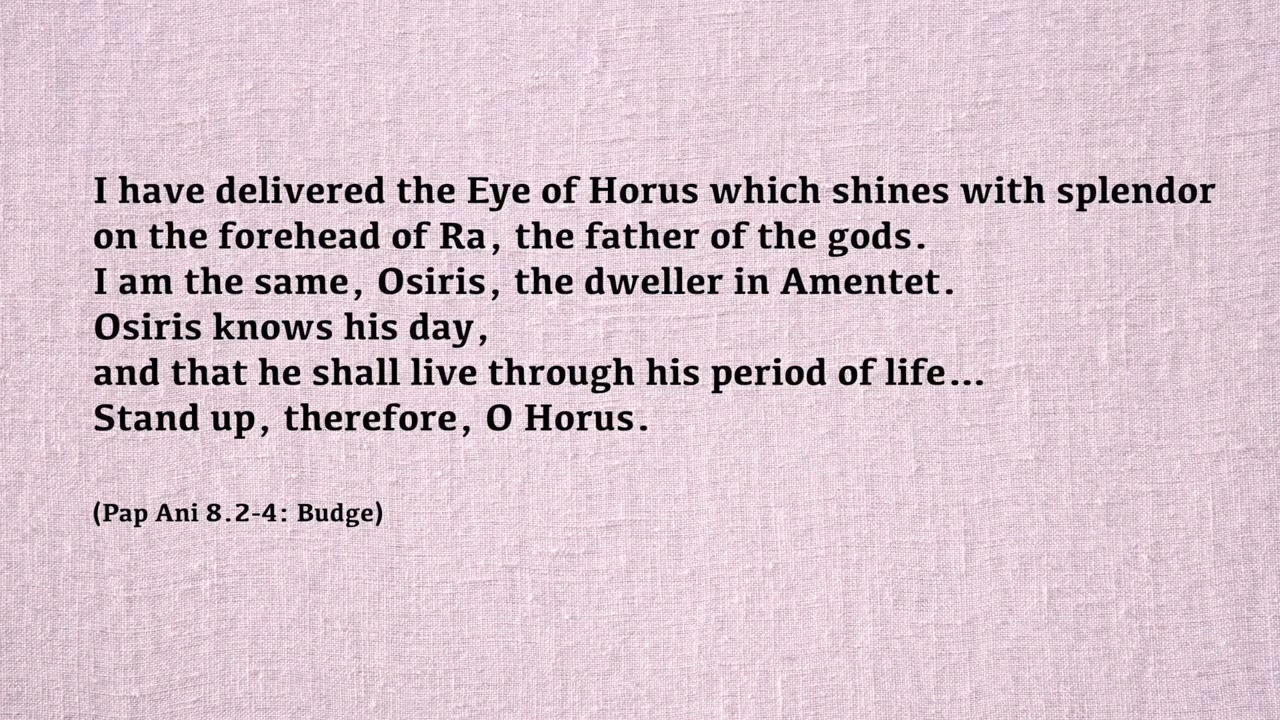 I have delivered the Eye of Horus which shines with splendor
on the forehead of Ra, the father of the gods.
I am the same, Osiris, the dweller in Amentet.
Osiris knows his day,
and that he shall live through his period of life...
Stand up, therefore, O Horus.
(Pap Ani 8.2-4: Budge)